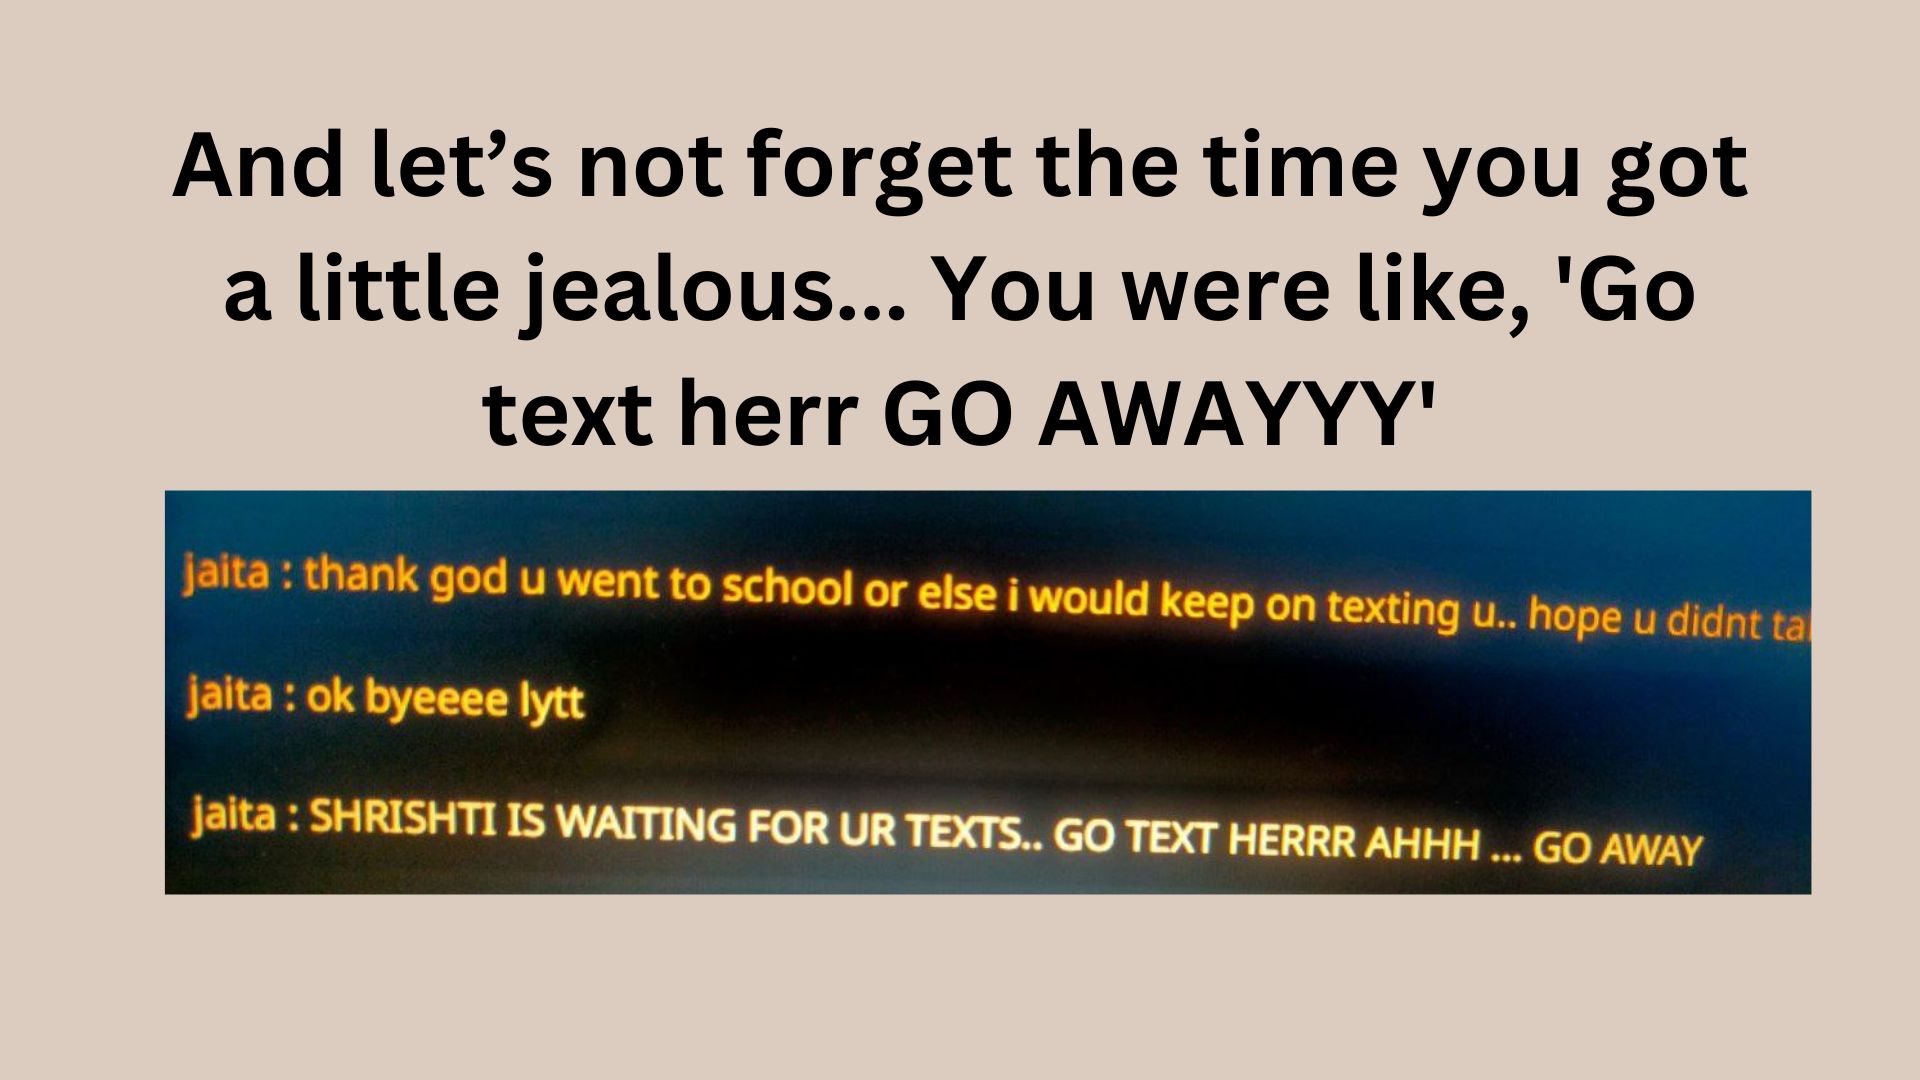 And let’s not forget the time you got
a little jealous... You were like, 'Go
text herr GO AWAYYY'
jaita : thank god u went to school or else i would keep on texting u.. hope u didnt
jaita : ok byeeee lytt
jaita : SHRISHTI IS WAITING FOR UR TEXTS.. GO TEXT HERRR AHHH ... GO AWAY